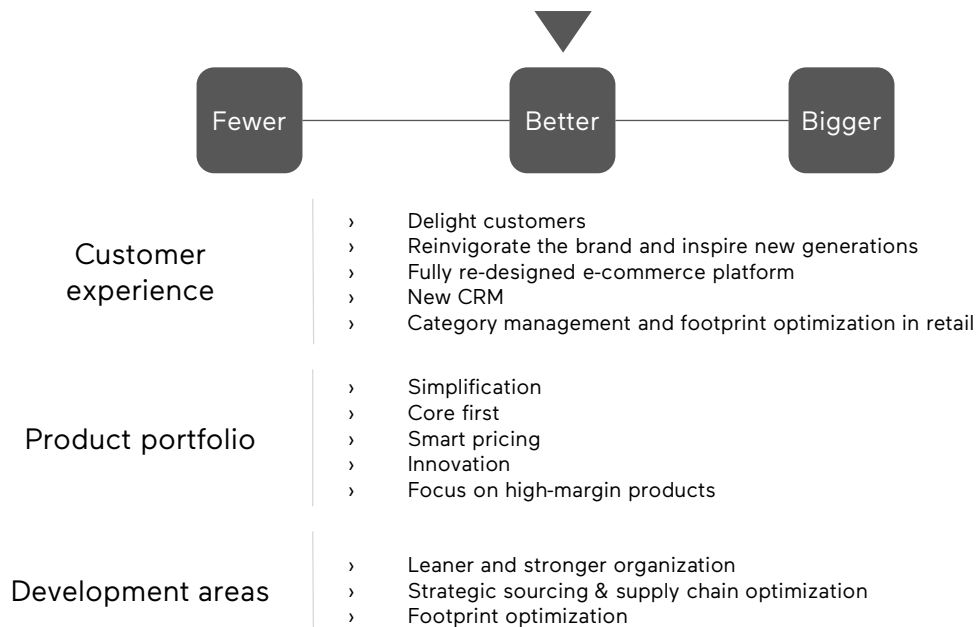 Fewer
Better
Bigger
Customer
experience
› Delight customers
› Reinvigorate the brand and inspire new generations
› Fully re-designed e-commerce platform
› New CRM
› Category management and footprint optimization in retail
Product portfolio
› Simplification
› Core first
› Smart pricing
› Innovation
› Focus on high-margin products
Development areas
› Leaner and stronger organization
› Strategic sourcing & supply chain optimization
› Footprint optimization